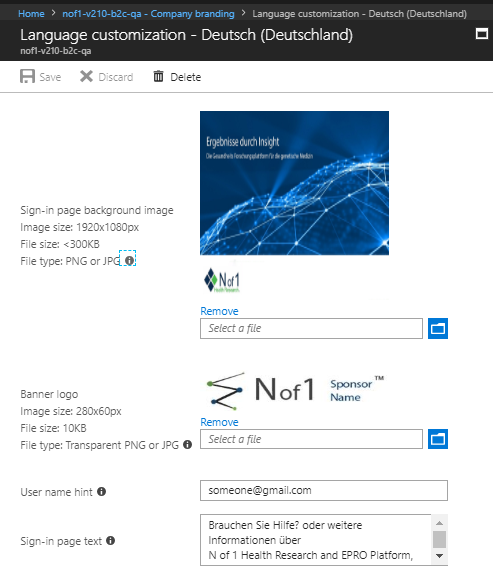 Home > nof1-v210-b2c-qa - Company branding > Language customization - Deutsch (Deutschland)
Language customization - Deutsch (Deutschland)
nof1-v210-b2c-qa
Save Discard Delete
Ergebnisse durch Insight
Die Gesundheits Forschungsplattform für die genetische Medizin
Sign-in page background image
Image size: 1920x1080px
File size: <300KB
File type: PNG or JPG
N of1
Health Research
Remove
Select a file
Banner logo
Image size: 280x60px
File size: 10KB
File type: Transparent PNG or JPG
N of 1 Sponsor™
Name
Remove
Select a file
User name hint
someone@gmail.com
Sign-in page text
Brauchen Sie Hilfe? oder weitere
Informationen über
N of 1 Health Research and EPRO Platform,